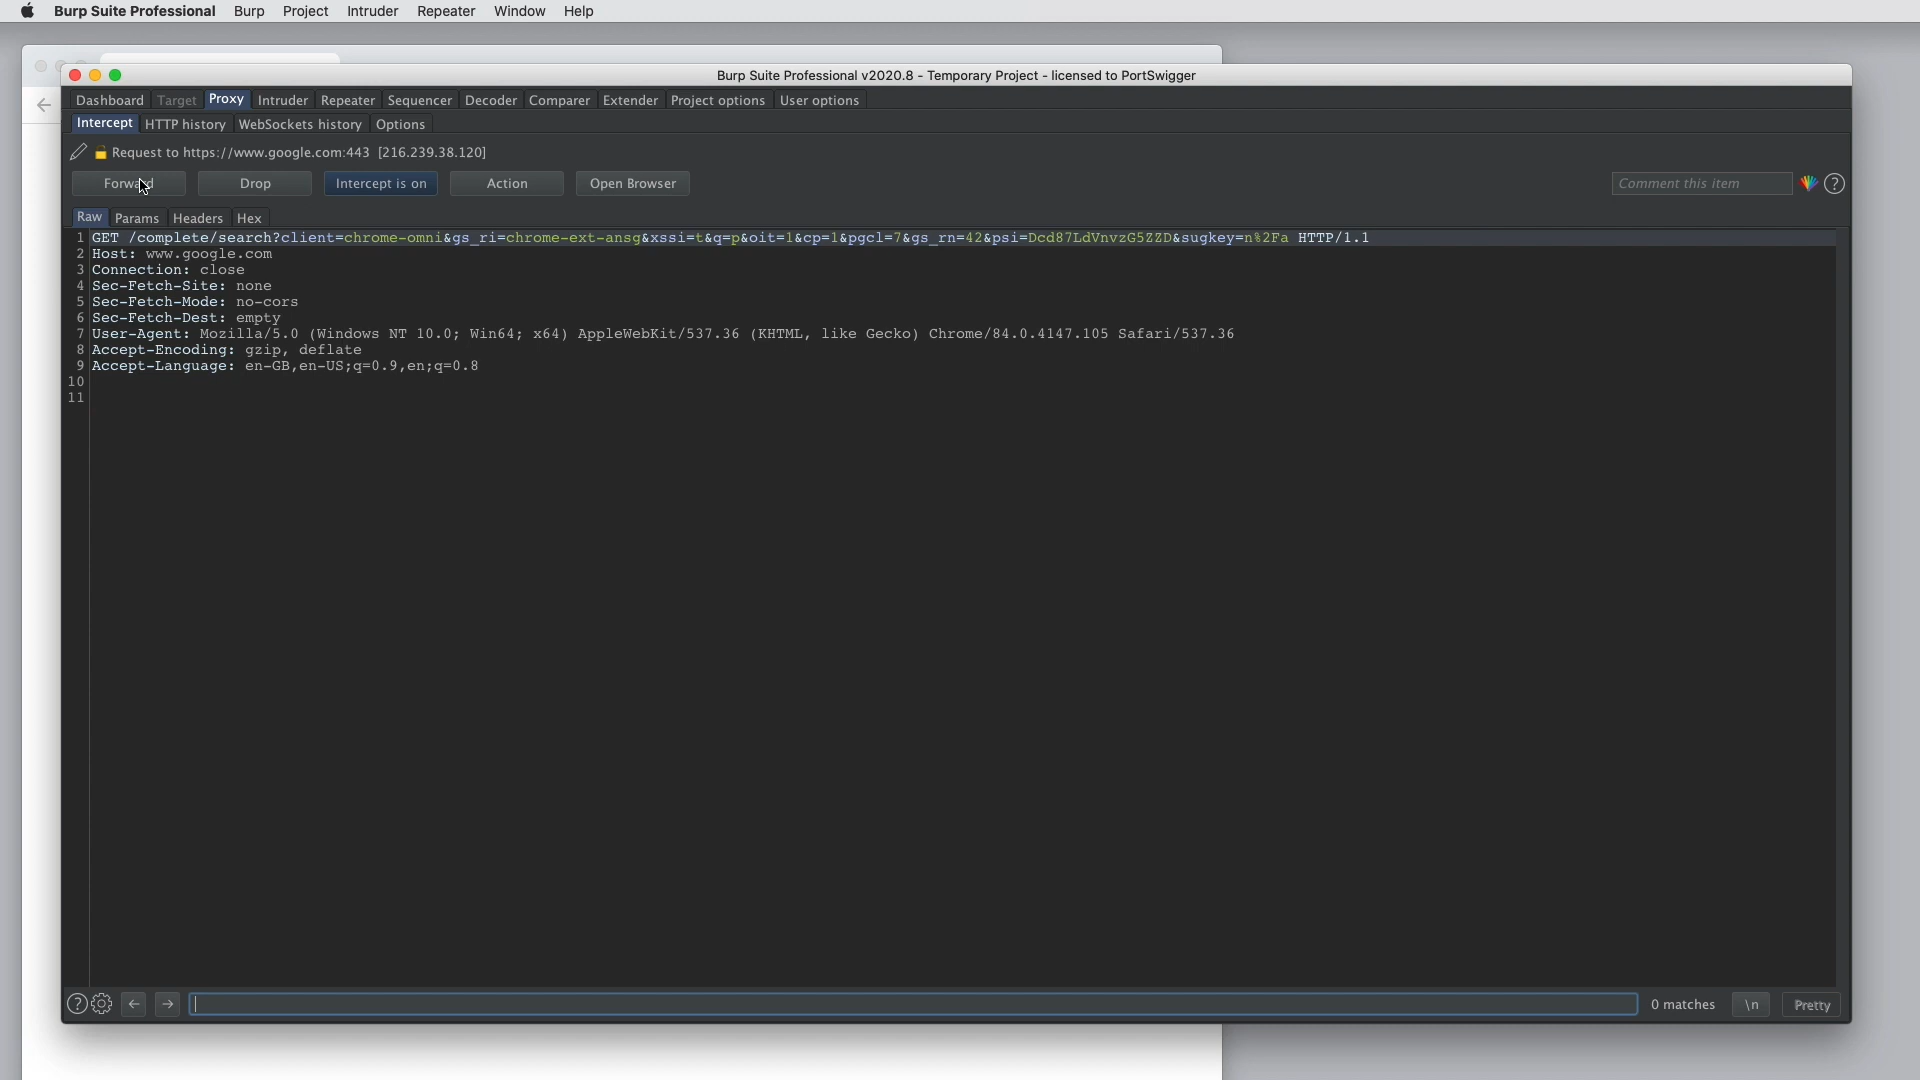 Burp Suite Professional Burp Project Intruder Repeater Window Help
Burp Suite Professional v2020.8 - Temporary Project - licensed to PortSwigger
Dashboard Target Proxy Intruder Repeater Sequencer Decoder Comparer Extender Project options User options
Intercept HTTP history WebSockets history Options
Request to https://www.google.com:443 [216.239.38.120]
Forward Drop Intercept is on Action Open Browser Comment this item ?
Raw Params Headers Hex
1 GET /complete/search?client=chrome-omni&gs_ri=chrome-ext-ansg&xssi=t&q=p&oit=1&cp=1&pgcl=7&gs_rn=42&psi=Dcd87LdVnvzG5ZZD&sugkey=n%2Fa HTTP/1.1
2 Host: www.google.com
3 Connection: close
4 Sec-Fetch-Site: none
5 Sec-Fetch-Mode: no-cors
6 Sec-Fetch-Dest: empty
7 User-Agent: Mozilla/5.0 (Windows NT 10.0; Win64; x64) AppleWebKit/537.36 (KHTML, like Gecko) Chrome/84.0.4147.105 Safari/537.36
8 Accept-Encoding: gzip, deflate
9 Accept-Language: en-GB,en-US;q=0.9,en;q=0.8
10
11
? ← → 0 matches \n Pretty